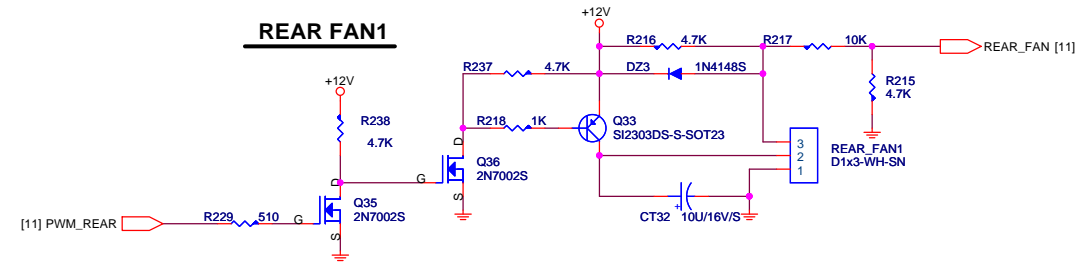 REAR FAN1
+12V
R216 4.7K R217 10K REAR_FAN [11]
R237 4.7K DZ3 1N4148S R215
4.7K
+12V
R238
4.7K
R218 1K Q33
SI2303DS-S-SOT23
D
G
S
Q36
2N7002S
3
2
1
REAR_FAN1
D1x3-WH-SN
D
G
S
Q35
2N7002S
[11] PWM_REAR R229 510
+
CT32 10U/16V/S